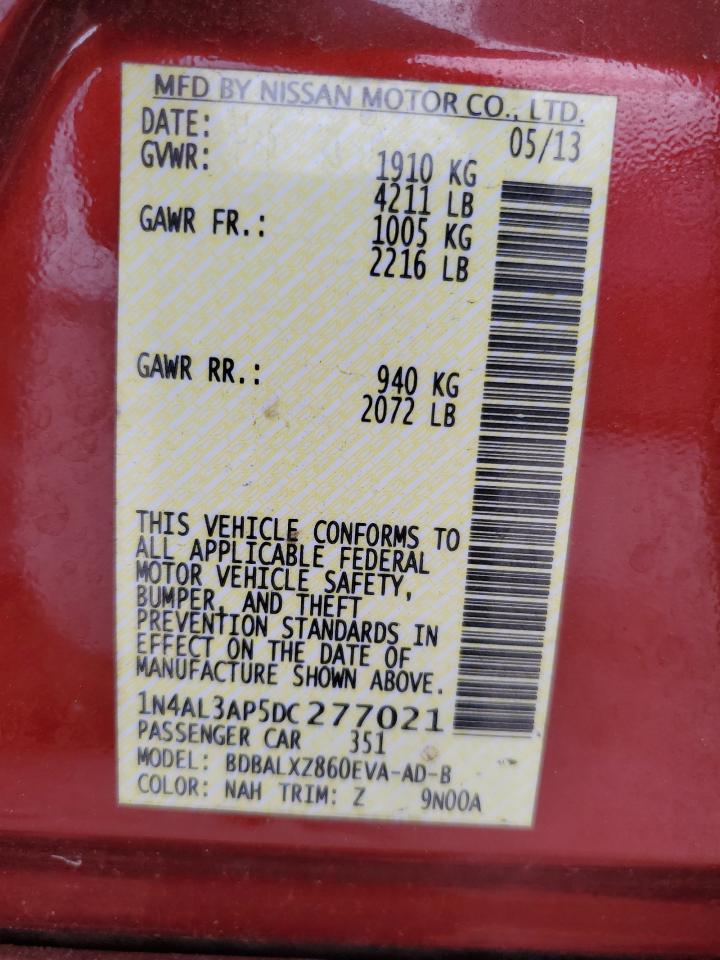 MFD BY NISSAN MOTOR CO., LTD.
DATE: 05/13
GVWR: 1910 KG
4211 LB
GAWR FR.: 1005 KG
2216 LB
GAWR RR.: 940 KG
2072 LB
THIS VEHICLE CONFORMS TO
ALL APPLICABLE FEDERAL
MOTOR VEHICLE SAFETY,
BUMPER, AND THEFT
PREVENTION STANDARDS IN
EFFECT ON THE DATE OF
MANUFACTURE SHOWN ABOVE.
1N4AL3AP5DC277021
PASSENGER CAR 351
MODEL: BDBALXZ860EVA-AD-B
COLOR: NAH TRIM: Z 9N00A